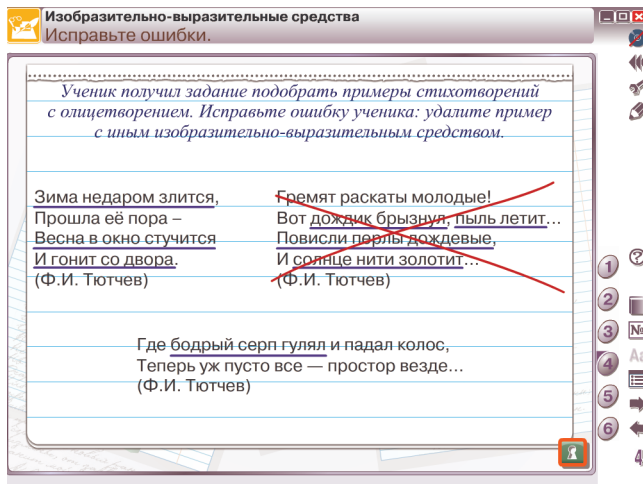 Изобразительно-выразительные средства
Исправьте ошибки.
Ученик получил задание подобрать примеры стихотворений
с олицетворением. Исправьте ошибку ученика: удалите пример
с иным изобразительно-выразительным средством.
Зима недаром злится,
Прошла её пора –
Весна в окно стучится
И гонит со двора.
(Ф.И. Тютчев)
Гремят раскаты молодые!
Вот дождик брызнул, пыль летит...
Повисли перлы дождевые,
И солнце нити золотит...
(Ф.И. Тютчев)
Где бодрый серп гулял и падал колос,
Теперь уж пусто все — простор везде...
(Ф.И. Тютчев)
1
2
3
4
5
6
№
Аа